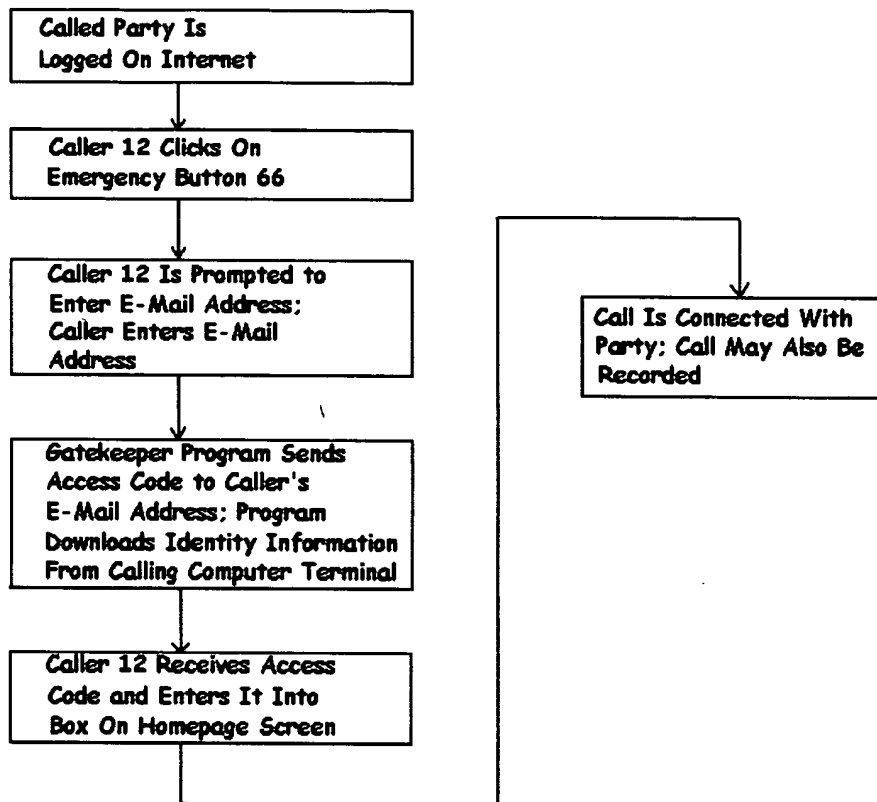 Called Party Is
Logged On Internet
Caller 12 Clicks On
Emergency Button 66
Caller 12 Is Prompted to
Enter E-Mail Address;
Caller Enters E-Mail
Address
Gatekeeper Program Sends
Access Code to Caller's
E-Mail Address; Program
Downloads Identity Information
From Calling Computer Terminal
Caller 12 Receives Access
Code and Enters It Into
Box On Homepage Screen
Call Is Connected With
Party; Call May Also Be
Recorded